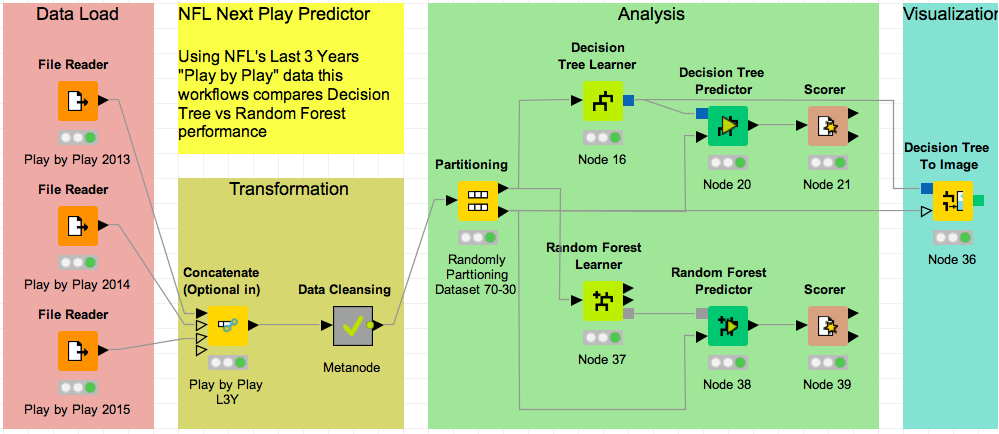 Data Load
File Reader
Play by Play 2013
File Reader
Play by Play 2014
File Reader
Play by Play 2015
NFL Next Play Predictor
Using NFL's Last 3 Years
"Play by Play" data this
workflows compares Decision
Tree vs Random Forest
performance
Transformation
Concatenate
(Optional in)
Play by Play
L3Y
Data Cleansing
Metanode
Analysis
Partitioning
Randomly
Parttioning
Dataset 70-30
Decision
Tree Learner
Node 16
Decision Tree
Predictor
Node 20
Scorer
Node 21
Random Forest
Learner
Node 37
Random Forest
Predictor
Node 38
Scorer
Node 39
Visualization
Decision Tree
To Image
Node 36